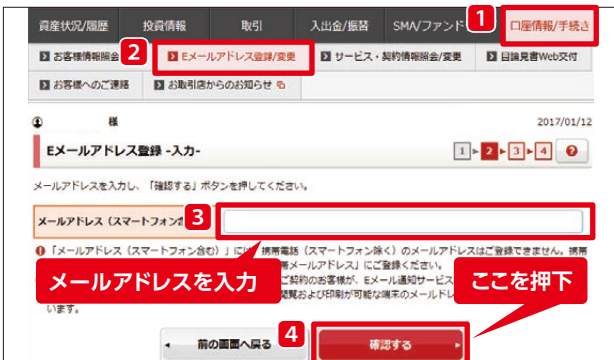 資産状況/履歴 投資情報 取引 入出金/振替 SMA/ファンド 1 口座情報/手続き
お客様情報照会 2 Eメールアドレス登録/変更 サービス・契約情報照会/変更 目論見書Web交付
お客様へのご連絡 お取引店からのお知らせ
様 2017/01/12
Eメールアドレス登録 -入力- 1 2 3 4 ?
メールアドレスを入力し、「確認する」ボタンを押してください。
メールアドレス（スマートフォン 3
「メールアドレス（スマートフォン含む）」には、携帯電話（スマートフォン除く）のメールアドレスはご登録できません。携帯
メールアドレス」にご登録ください。
メールアドレスを入力
ご契約のお客様が、Eメール通知サービス
ここを押下
閲覧および印刷が可能な端末のメールドレ
います。
前の画面へ戻る 4 確認する